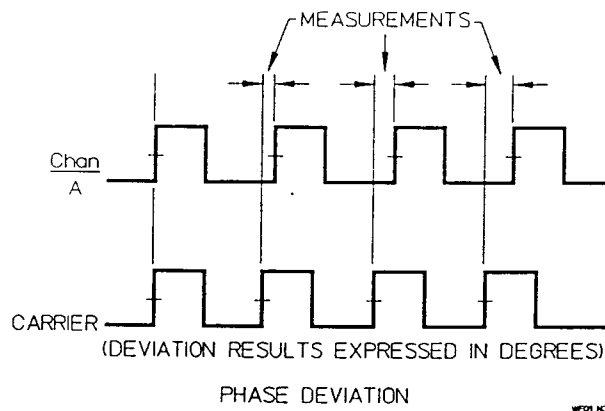 MEASUREMENTS
Chan
A
CARRIER
(DEVIATION RESULTS EXPRESSED IN DEGREES)
PHASE DEVIATION